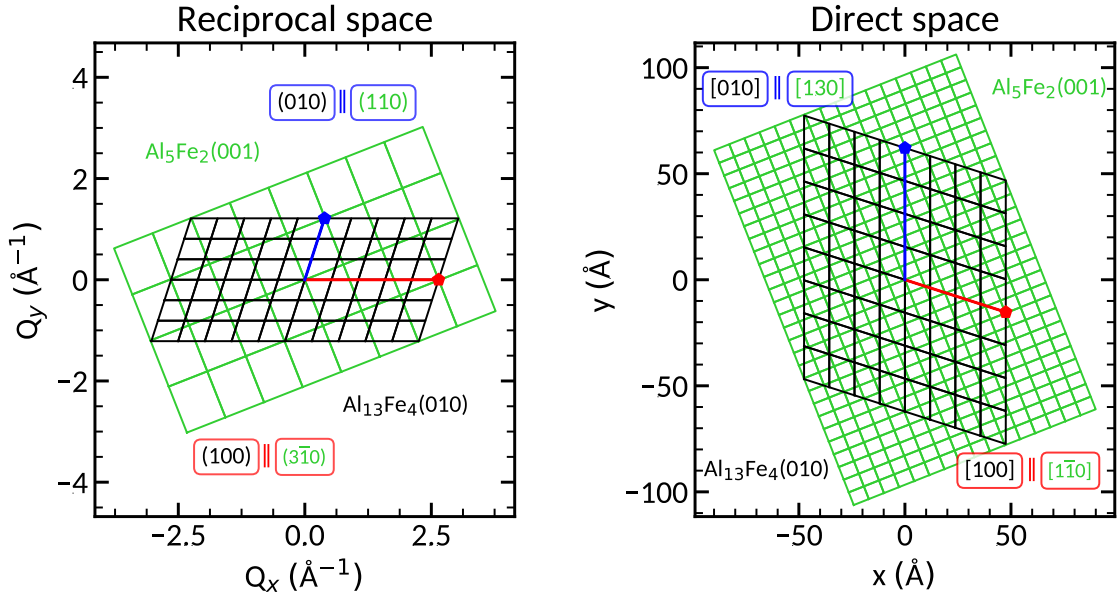 Reciprocal space
(010) ∥ (110)
Al₅Fe₂(001)
Al₁₃Fe₄(010)
(100) ∥ (31̅0)
4
2
0
−2
−4
Q_y (Å⁻¹)
−2.5 0.0 2.5
Qₓ (Å⁻¹)
Direct space
[010] ∥ [130]
Al₅Fe₂(001)
Al₁₃Fe₄(010)
[100] ∥ [11̅0]
100
50
0
−50
−100
y (Å)
−50 0 50
x (Å)